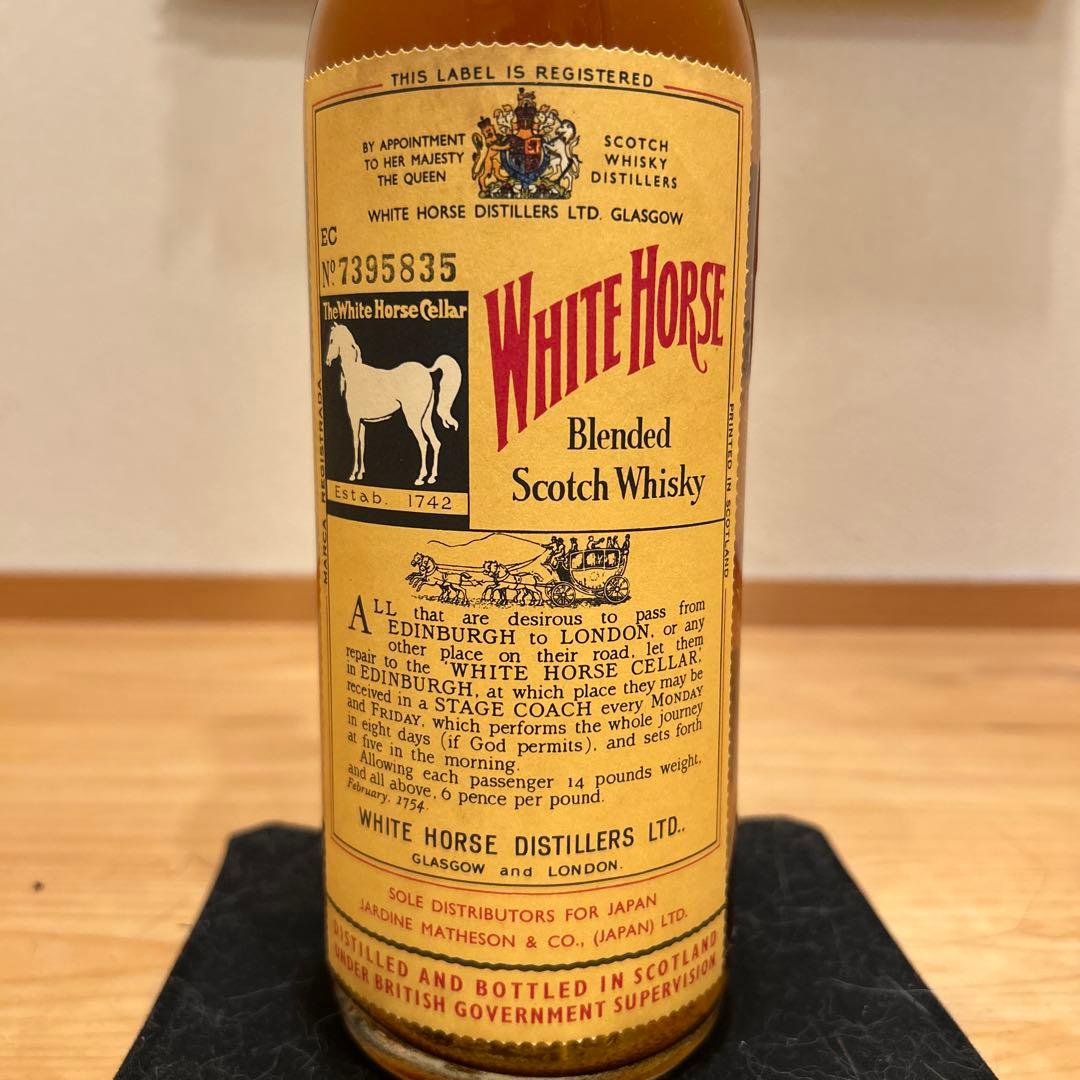 THIS LABEL IS REGISTERED
BY APPOINTMENT
TO HER MAJESTY
THE QUEEN
SCOTCH
WHISKY
DISTILLERS
WHITE HORSE DISTILLERS LTD. GLASGOW
EC
Nº 7395835
The White Horse Cellar
Estab. 1742
MARCA REGISTRADA
WHITE HORSE
Blended
Scotch Whisky
PRINTED IN SCOTLAND
ALL that are desirous to pass from
EDINBURGH to LONDON, or any
other place on their road, let them
repair to the 'WHITE HORSE CELLAR,'
in EDINBURGH, at which place they may be
received in a STAGE COACH every MONDAY
and FRIDAY, which performs the whole journey
in eight days (if God permits), and sets forth
at five in the morning.
Allowing each passenger 14 pounds weight,
and all above, 6 pence per pound.
February, 1754.
WHITE HORSE DISTILLERS LTD.,
GLASGOW and LONDON.
SOLE DISTRIBUTORS FOR JAPAN
JARDINE MATHESON & CO., (JAPAN) LTD.
DISTILLED AND BOTTLED IN SCOTLAND
UNDER BRITISH GOVERNMENT SUPERVISION